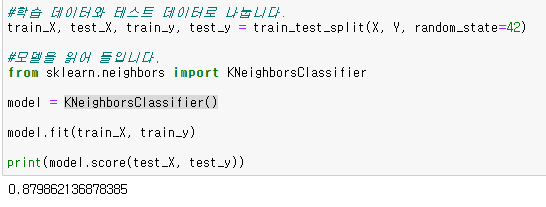 #학습 데이터와 테스트 데이터로 나눕니다.
train_X, test_X, train_y, test_y = train_test_split(X, Y, random_state=42)
#모델을 읽어 들입니다.
from sklearn.neighbors import KNeighborsClassifier
model = KNeighborsClassifier()
model.fit(train_X, train_y)
print(model.score(test_X, test_y))
0.879862136878385